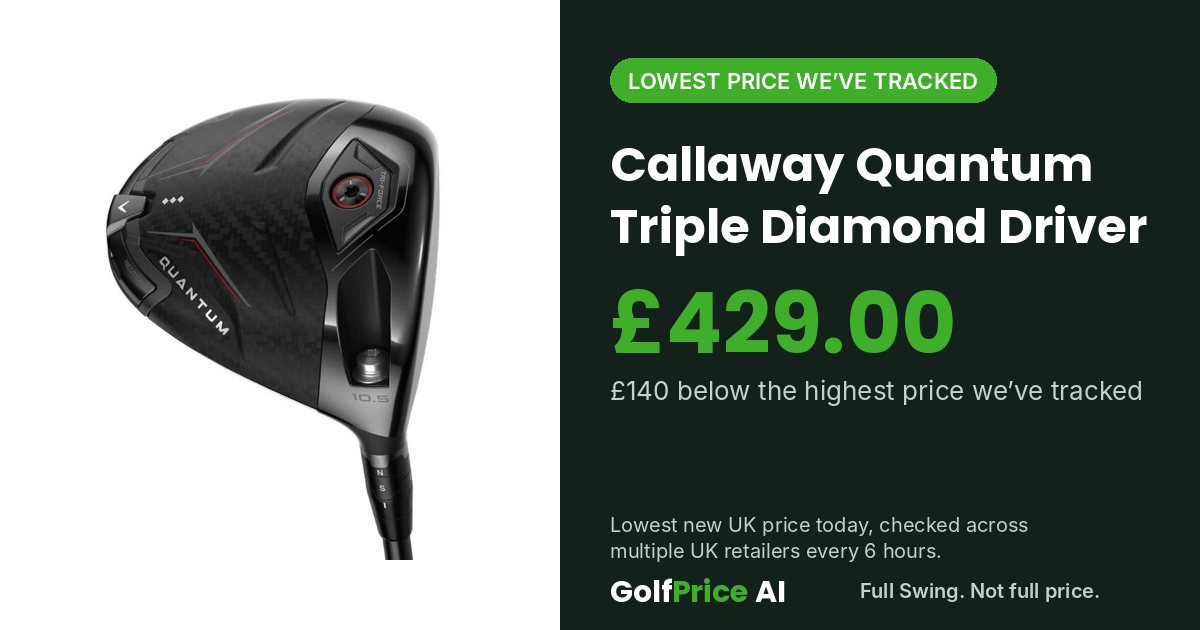 TRI-FORCE
QUANTUM
10.5
N
S
LOWEST PRICE WE’VE TRACKED
Callaway Quantum
Triple Diamond Driver
£429.00
£140 below the highest price we’ve tracked
Lowest new UK price today, checked across
multiple UK retailers every 6 hours.
GolfPrice AI
Full Swing. Not full price.